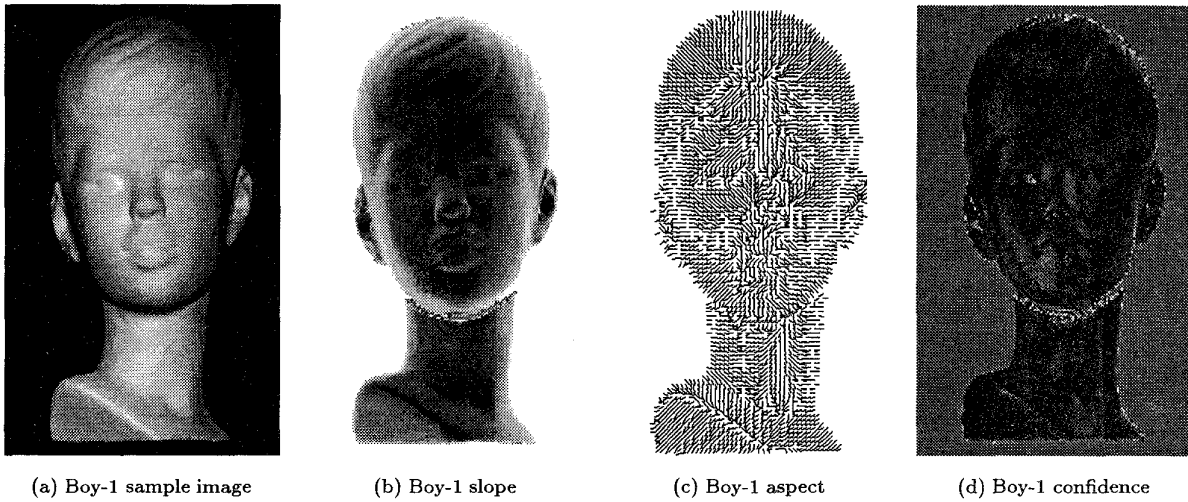 (a) Boy-1 sample image
(b) Boy-1 slope
(c) Boy-1 aspect
(d) Boy-1 confidence